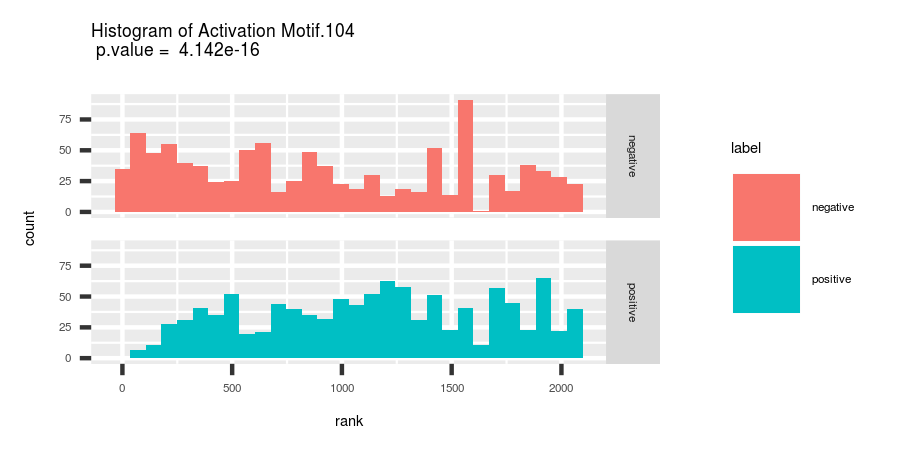 Histogram of Activation Motif.104
p.value =  4.142e-16
count
75
50
25
0
negative
75
50
25
0
positive
0 500 1000 1500 2000
rank
label
negative
positive